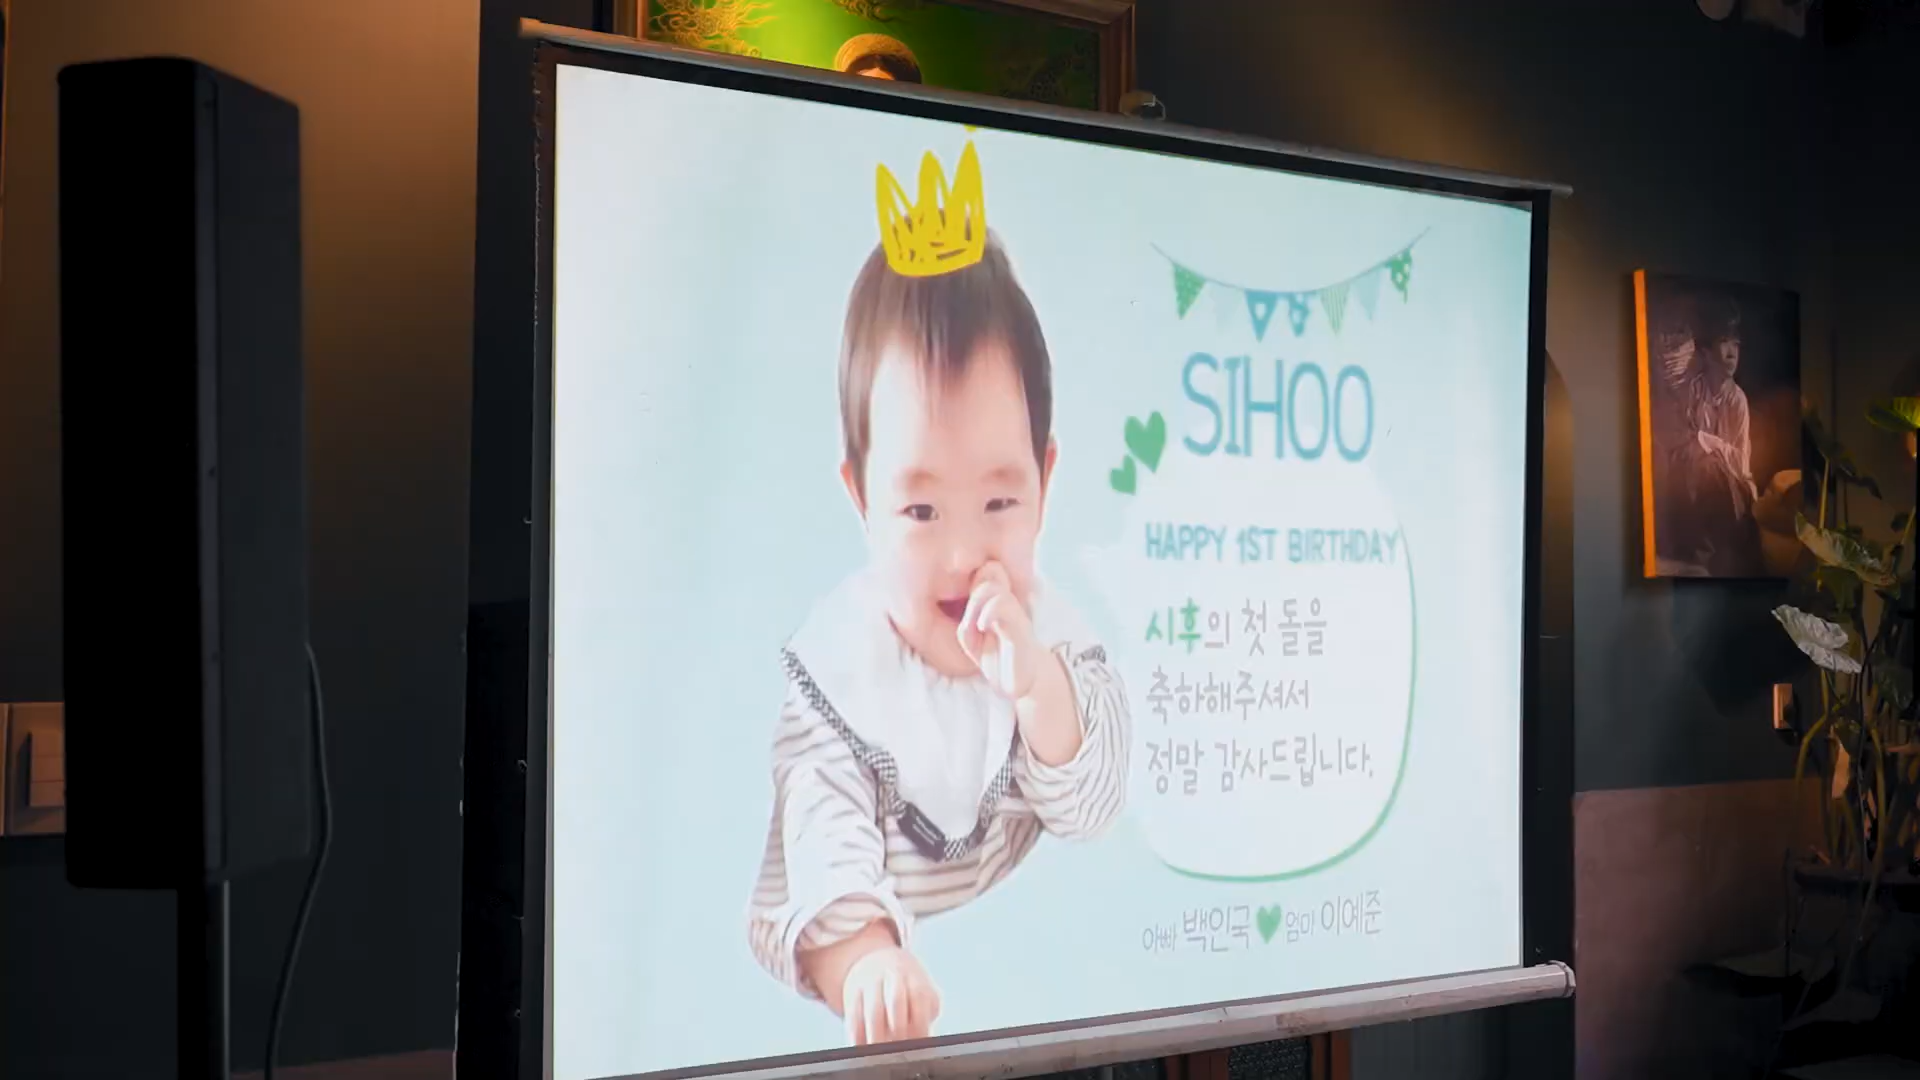 SIHOO
HAPPY 1ST BIRTHDAY
시후의 첫 돌을
축하해주셔서
정말 감사드립니다.
아빠 백인국 엄마 이예준